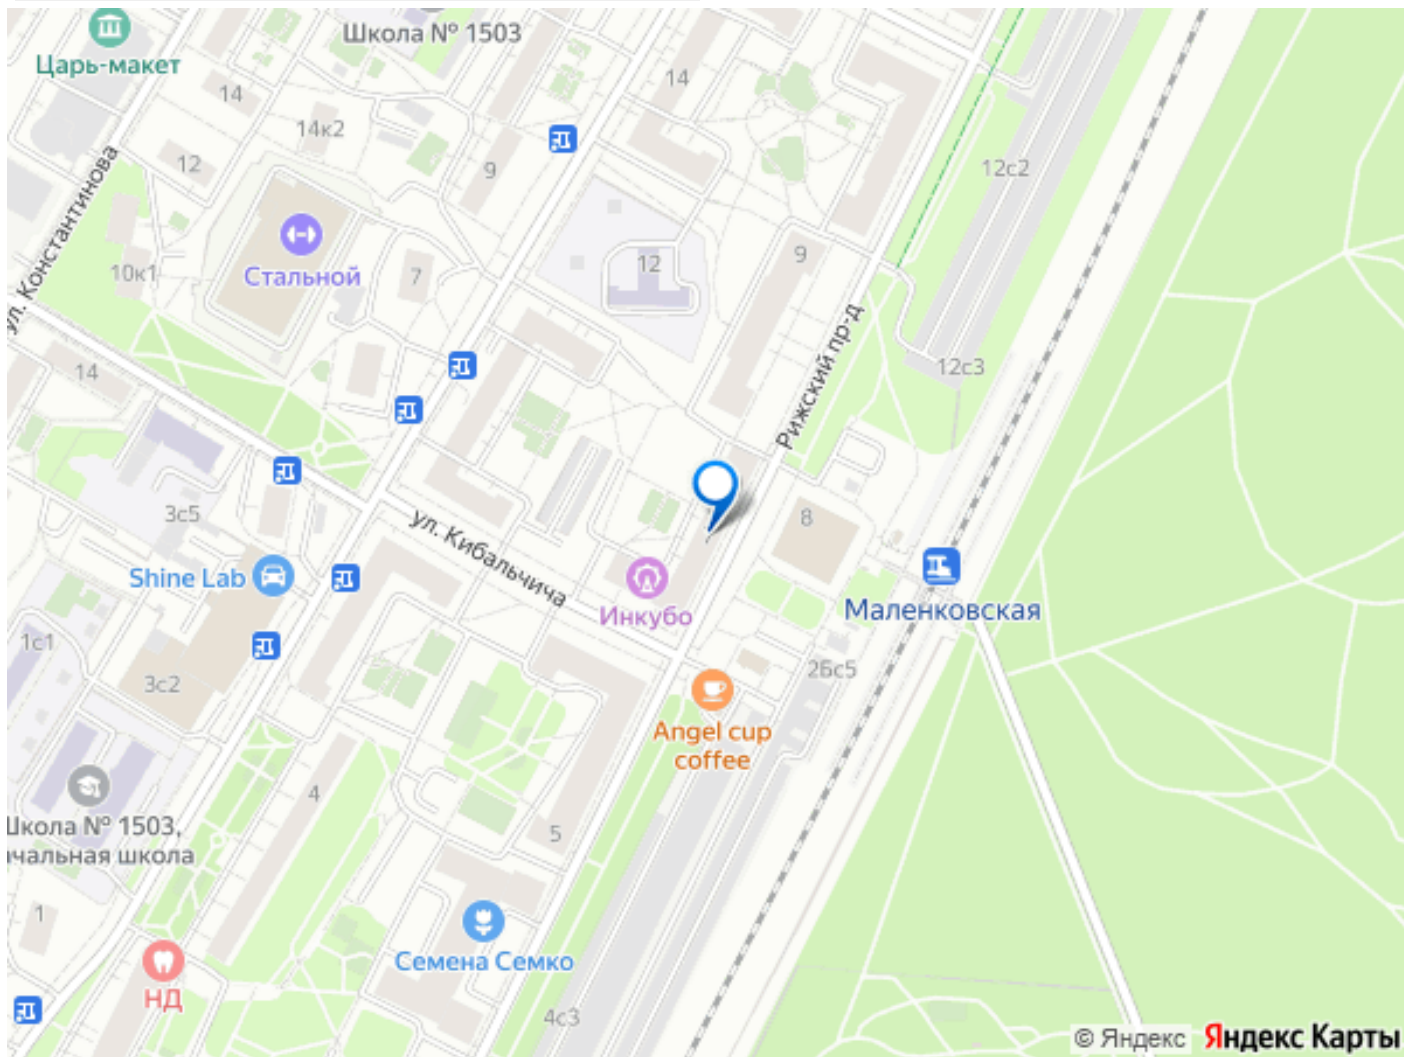 Школа № 1503
Царь-макет
14
14
14к2
12
9
12с2
ул. Константинова
10к1
Стальной
7
12
9
Рижский пр-д
12с3
14
3с5
ул. Кибальчича
8
Shine Lab
Инкубо
Маленковская
1с1
3с2
26с5
Angel cup
coffee
4
5
Школа № 1503,
начальная школа
1
Семена Семко
НД
4с3
© Яндекс
Яндекс Карты